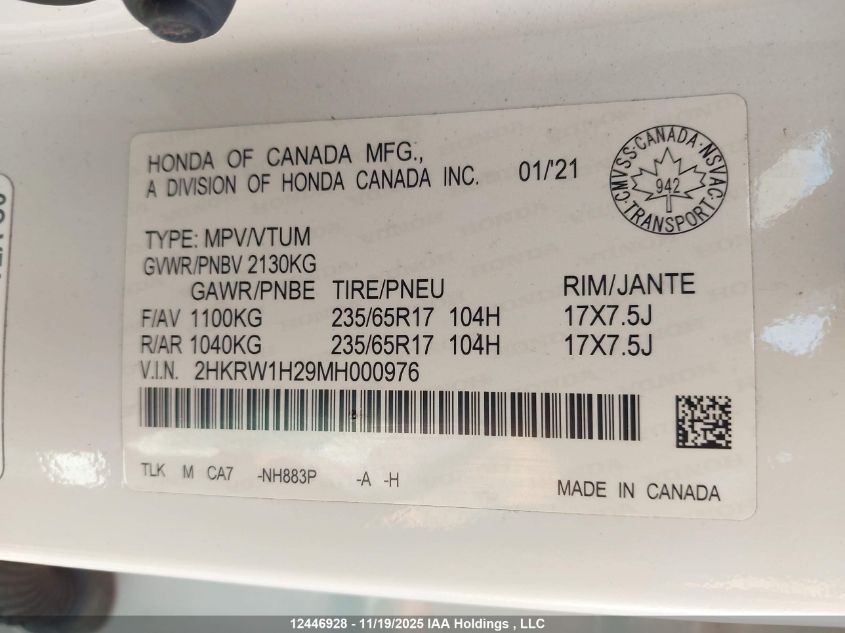 HONDA OF CANADA MFG.,
A DIVISION OF HONDA CANADA INC. 01/'21
CMVSS·CANADA·NSVAC
942
TRANSPORT
TYPE: MPV/VTUM
GVWR/PNBV 2130KG
GAWR/PNBE TIRE/PNEU RIM/JANTE
F/AV 1100KG 235/65R17 104H 17X7.5J
R/AR 1040KG 235/65R17 104H 17X7.5J
V.I.N. 2HKRW1H29MH000976
TLK M CA7 -NH883P -A -H
MADE IN CANADA
12446928 - 11/19/2025 IAA Holdings , LLC